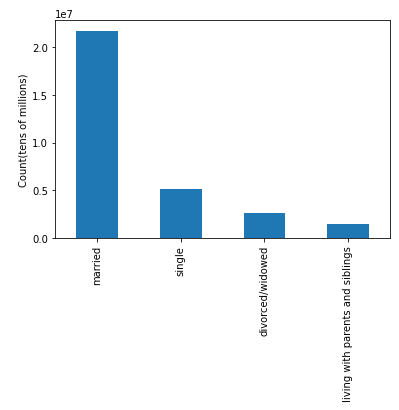 1e7
Count(tens of millions)
2.0
1.5
1.0
0.5
0.0
married
single
divorced/widowed
living with parents and siblings